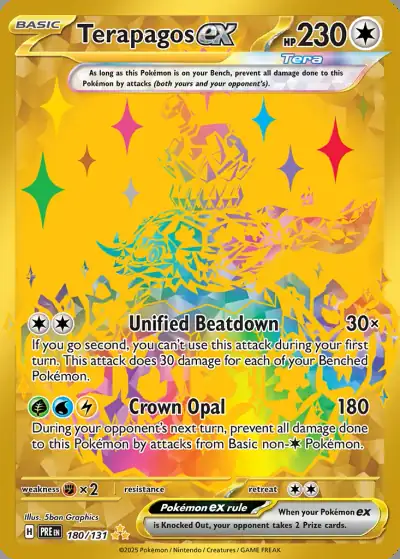 BASIC
Terapagos ex HP 230
Tera
As long as this Pokémon is on your Bench, prevent all damage done to this
Pokémon by attacks (both yours and your opponent's).
Unified Beatdown 30×
If you go second, you can't use this attack during your first
turn. This attack does 30 damage for each of your Benched
Pokémon.
Crown Opal 180
During your opponent's next turn, prevent all damage done
to this Pokémon by attacks from Basic non- Pokémon.
weakness ×2 resistance retreat
Illus. 5ban Graphics
Pokémon ex rule When your Pokémon ex
is Knocked Out, your opponent takes 2 Prize cards.
H PRE EN 180/131
©2025 Pokémon / Nintendo / Creatures / GAME FREAK